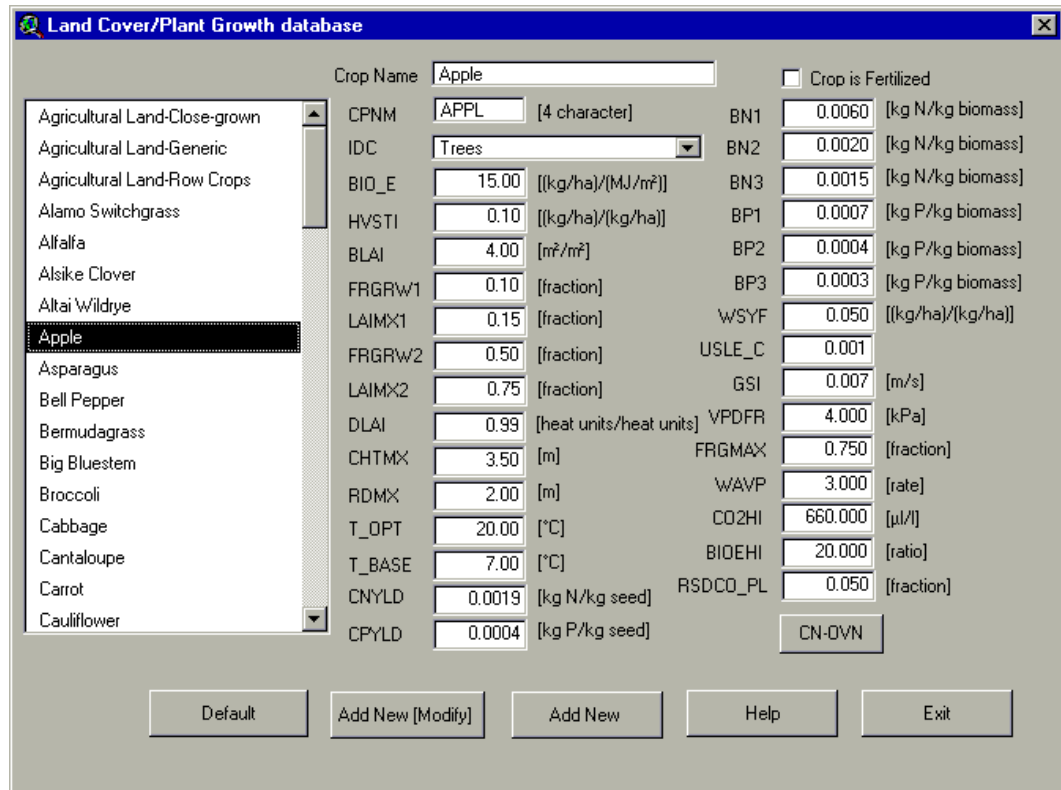 Land Cover/Plant Growth database
Crop Name Apple
Crop is Fertilized
Agricultural Land-Close-grown
Agricultural Land-Generic
Agricultural Land-Row Crops
Alamo Switchgrass
Alfalfa
Alsike Clover
Altai Wildrye
Apple
Asparagus
Bell Pepper
Bermudagrass
Big Bluestem
Broccoli
Cabbage
Cantaloupe
Carrot
Cauliflower
CPNM APPL [4 character]
IDC Trees
BIO_E 15.00 [(kg/ha)/(MJ/m²)]
HVSTI 0.10 [(kg/ha)/(kg/ha)]
BLAI 4.00 [m²/m²]
FRGRW1 0.10 [fraction]
LAIMX1 0.15 [fraction]
FRGRW2 0.50 [fraction]
LAIMX2 0.75 [fraction]
DLAI 0.99 [heat units/heat units]
CHTMX 3.50 [m]
RDMX 2.00 [m]
T_OPT 20.00 [°C]
T_BASE 7.00 [°C]
CNYLD 0.0019 [kg N/kg seed]
CPYLD 0.0004 [kg P/kg seed]
BN1 0.0060 [kg N/kg biomass]
BN2 0.0020 [kg N/kg biomass]
BN3 0.0015 [kg N/kg biomass]
BP1 0.0007 [kg P/kg biomass]
BP2 0.0004 [kg P/kg biomass]
BP3 0.0003 [kg P/kg biomass]
WSYF 0.050 [(kg/ha)/(kg/ha)]
USLE_C 0.001
GSI 0.007 [m/s]
VPDFR 4.000 [kPa]
FRGMAX 0.750 [fraction]
WAVP 3.000 [rate]
CO2HI 660.000 [µl/l]
BIOEHI 20.000 [ratio]
RSDCO_PL 0.050 [fraction]
CN-OVN
Default
Add New [Modify]
Add New
Help
Exit